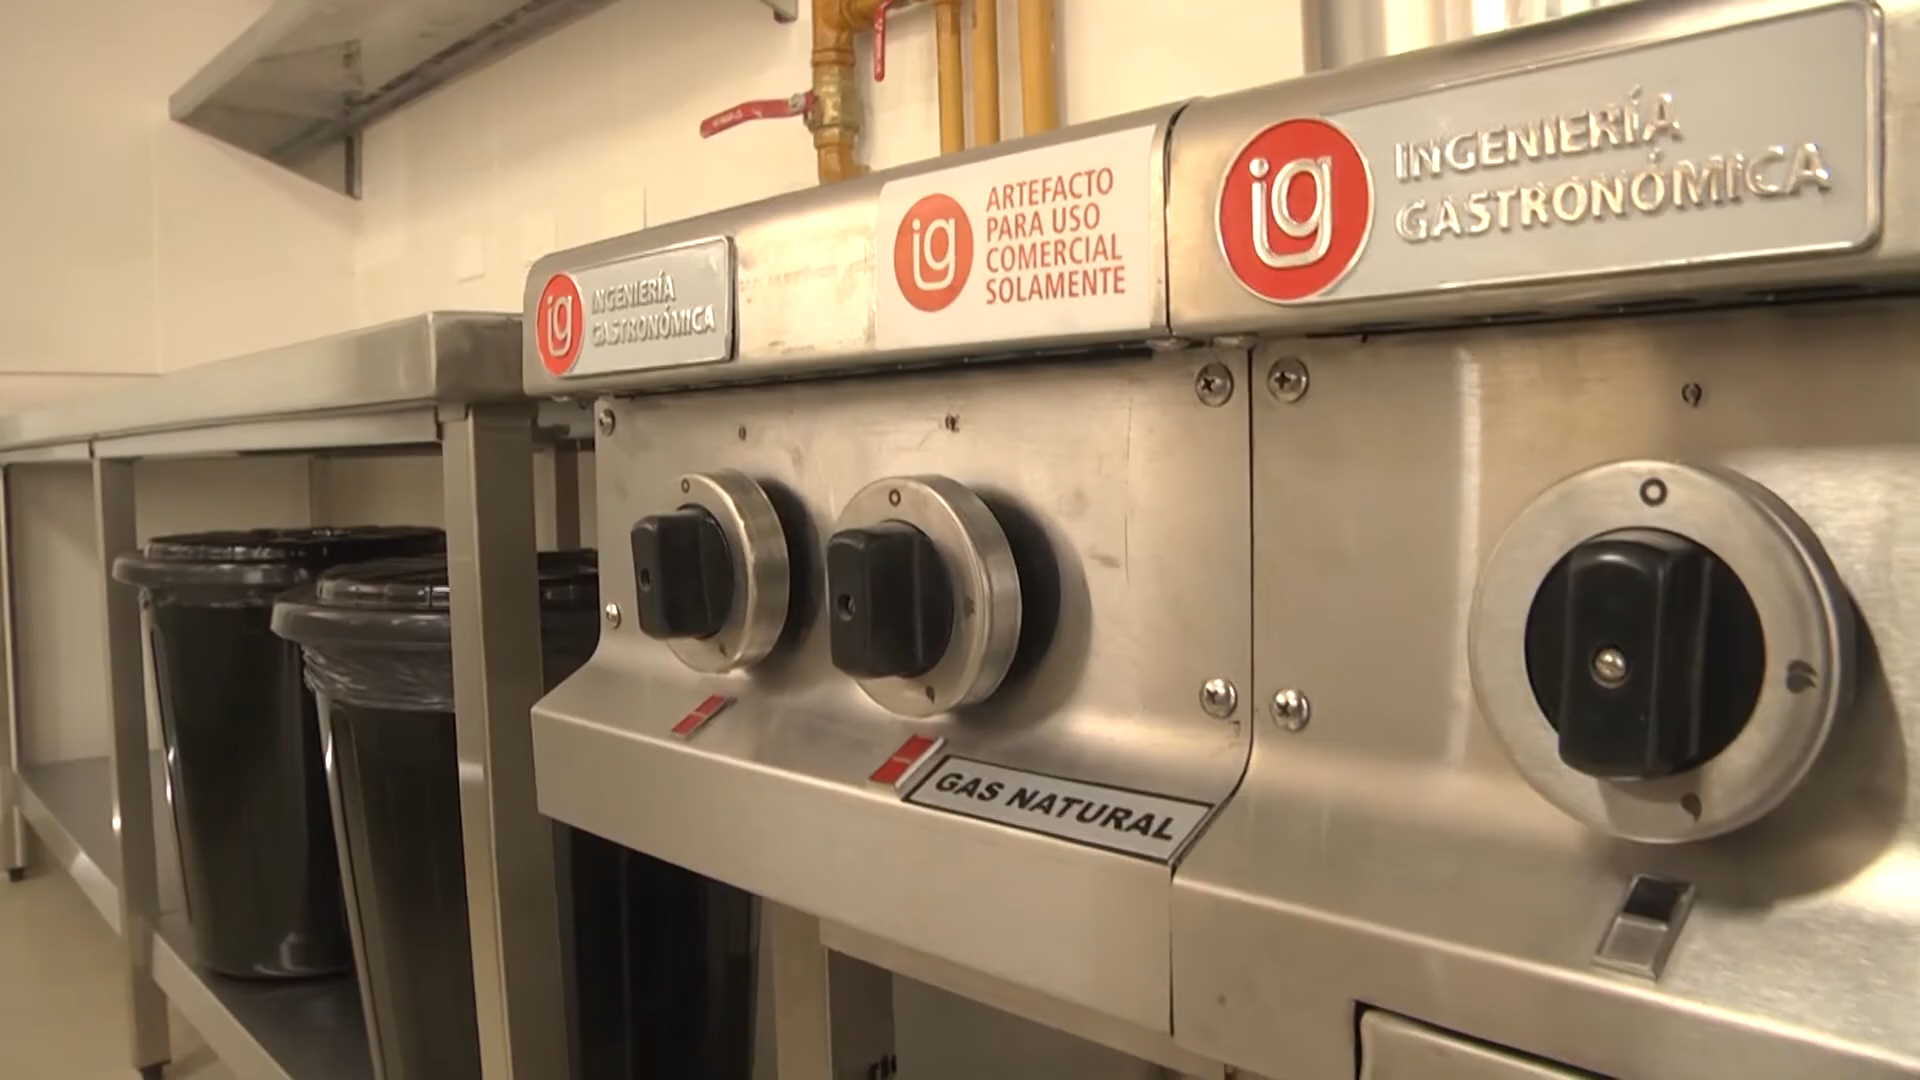 ig
INGENIERÍA
GASTRONÓMICA
ig
ARTEFACTO
PARA USO
COMERCIAL
SOLAMENTE
ig
INGENIERÍA
GASTRONÓMICA
GAS NATURAL